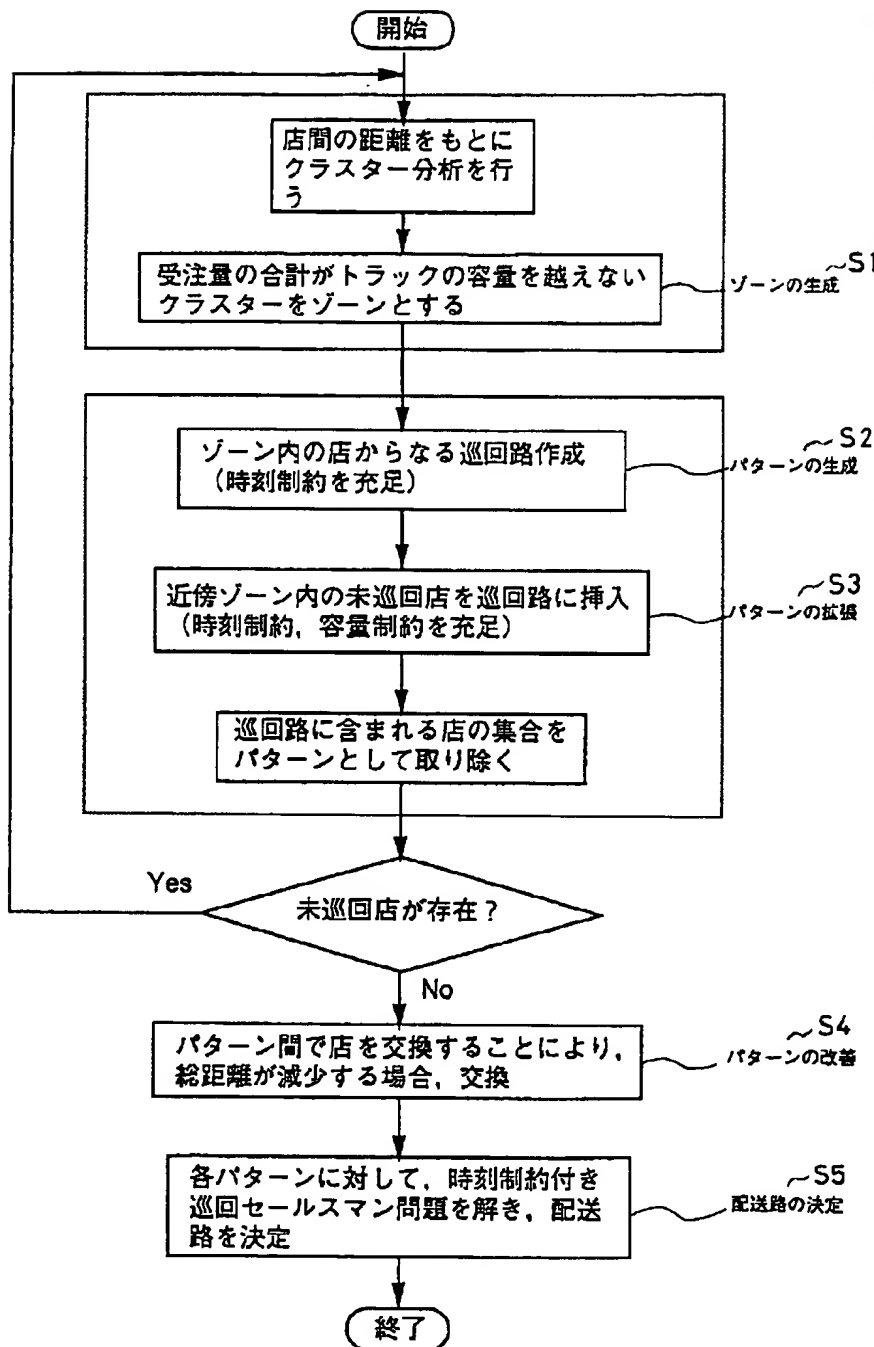 開始
店間の距離をもとに
クラスター分析を行
う
受注量の合計がトラックの容量を越えない
クラスターをゾーンとする
S1
ゾーンの生成
ゾーン内の店からなる巡回路作成
（時刻制約を充足）
S2
パターンの生成
近傍ゾーン内の未巡回店を巡回路に挿入
（時刻制約，容量制約を充足）
S3
パターンの拡張
巡回路に含まれる店の集合を
パターンとして取り除く
Yes
未巡回店が存在？
No
パターン間で店を交換することにより，
総距離が減少する場合，交換
S4
パターンの改善
各パターンに対して，時刻制約付き
巡回セールスマン問題を解き，配送
路を決定
S5
配送路の決定
終了